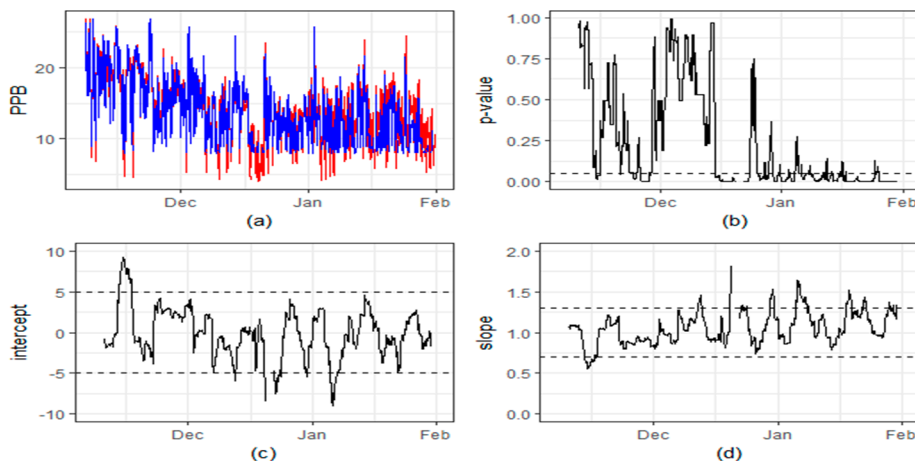 PPB
20
10
Dec
Jan
Feb
(a)
p-value
1.00
0.75
0.50
0.25
0.00
Dec
Jan
Feb
(b)
intercept
10
5
0
-5
-10
Dec
Jan
Feb
(c)
slope
2.0
1.5
1.0
0.5
0.0
Dec
Jan
Feb
(d)